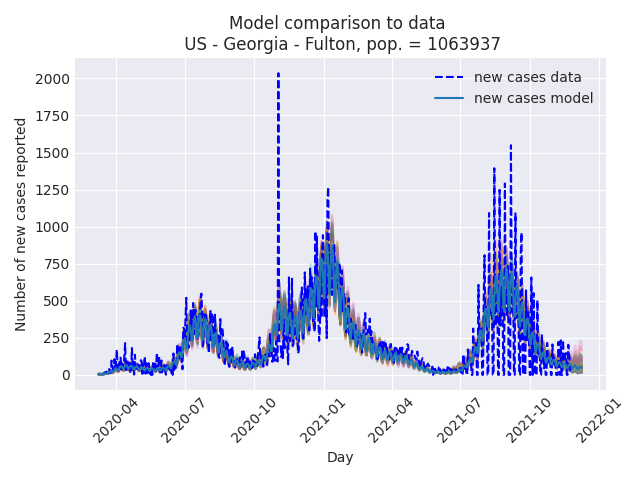 Model comparison to data
US - Georgia - Fulton, pop. = 1063937
new cases data
new cases model
Number of new cases reported
2000
1750
1500
1250
1000
750
500
250
0
2020-04
2020-07
2020-10
2021-01
2021-04
2021-07
2021-10
2022-01
Day